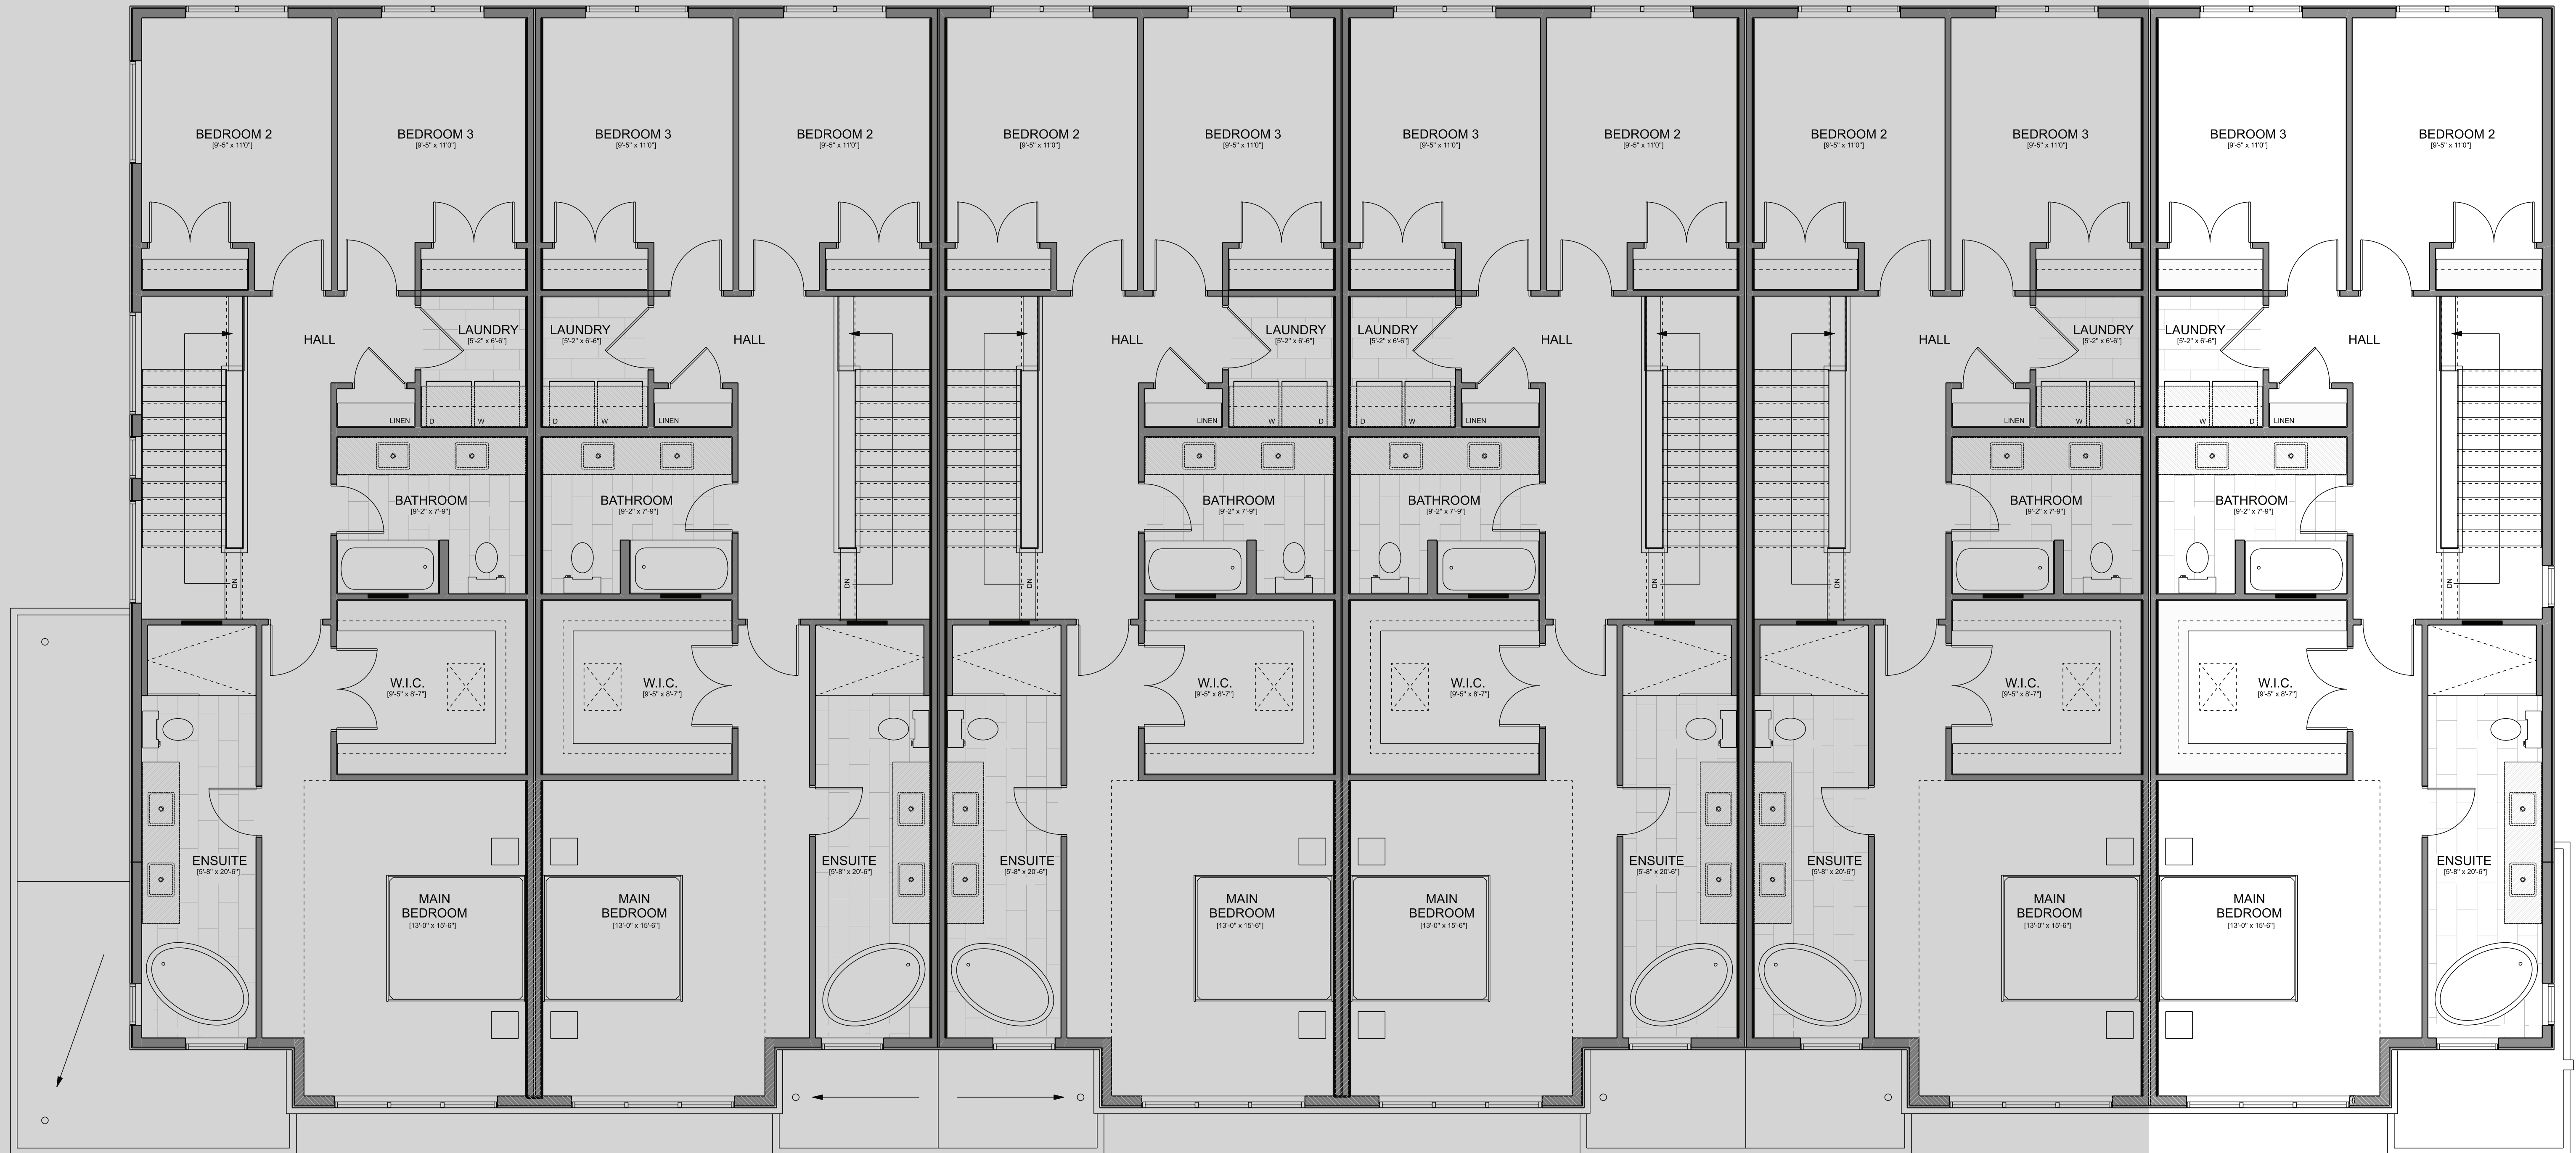 BEDROOM 2
[9'-5" x 11'0"]
BEDROOM 3
[9'-5" x 11'0"]
BEDROOM 3
[9'-5" x 11'0"]
BEDROOM 2
[9'-5" x 11'0"]
BEDROOM 2
[9'-5" x 11'0"]
BEDROOM 3
[9'-5" x 11'0"]
BEDROOM 3
[9'-5" x 11'0"]
BEDROOM 2
[9'-5" x 11'0"]
BEDROOM 2
[9'-5" x 11'0"]
BEDROOM 3
[9'-5" x 11'0"]
BEDROOM 3
[9'-5" x 11'0"]
BEDROOM 2
[9'-5" x 11'0"]
HALL
LAUNDRY
[5'-2" x 6'-6"]
LAUNDRY
[5'-2" x 6'-6"]
HALL
HALL
LAUNDRY
[5'-2" x 6'-6"]
LAUNDRY
[5'-2" x 6'-6"]
HALL
HALL
LAUNDRY
[5'-2" x 6'-6"]
LAUNDRY
[5'-2" x 6'-6"]
HALL
LINEN
D
W
D
W
LINEN
LINEN
W
D
D
W
LINEN
LINEN
W
D
W
D
LINEN
BATHROOM
[9'-2" x 7'-9"]
BATHROOM
[9'-2" x 7'-9"]
BATHROOM
[9'-2" x 7'-9"]
BATHROOM
[9'-2" x 7'-9"]
BATHROOM
[9'-2" x 7'-9"]
BATHROOM
[9'-2" x 7'-9"]
DN
DN
DN
DN
DN
DN
W.I.C.
[9'-5" x 8'-7"]
W.I.C.
[9'-5" x 8'-7"]
W.I.C.
[9'-5" x 8'-7"]
W.I.C.
[9'-5" x 8'-7"]
W.I.C.
[9'-5" x 8'-7"]
W.I.C.
[9'-5" x 8'-7"]
ENSUITE
[5'-8" x 20'-6"]
ENSUITE
[5'-8" x 20'-6"]
ENSUITE
[5'-8" x 20'-6"]
ENSUITE
[5'-8" x 20'-6"]
ENSUITE
[5'-8" x 20'-6"]
ENSUITE
[5'-8" x 20'-6"]
MAIN
BEDROOM
[13'-0" x 15'-6"]
MAIN
BEDROOM
[13'-0" x 15'-6"]
MAIN
BEDROOM
[13'-0" x 15'-6"]
MAIN
BEDROOM
[13'-0" x 15'-6"]
MAIN
BEDROOM
[13'-0" x 15'-6"]
MAIN
BEDROOM
[13'-0" x 15'-6"]